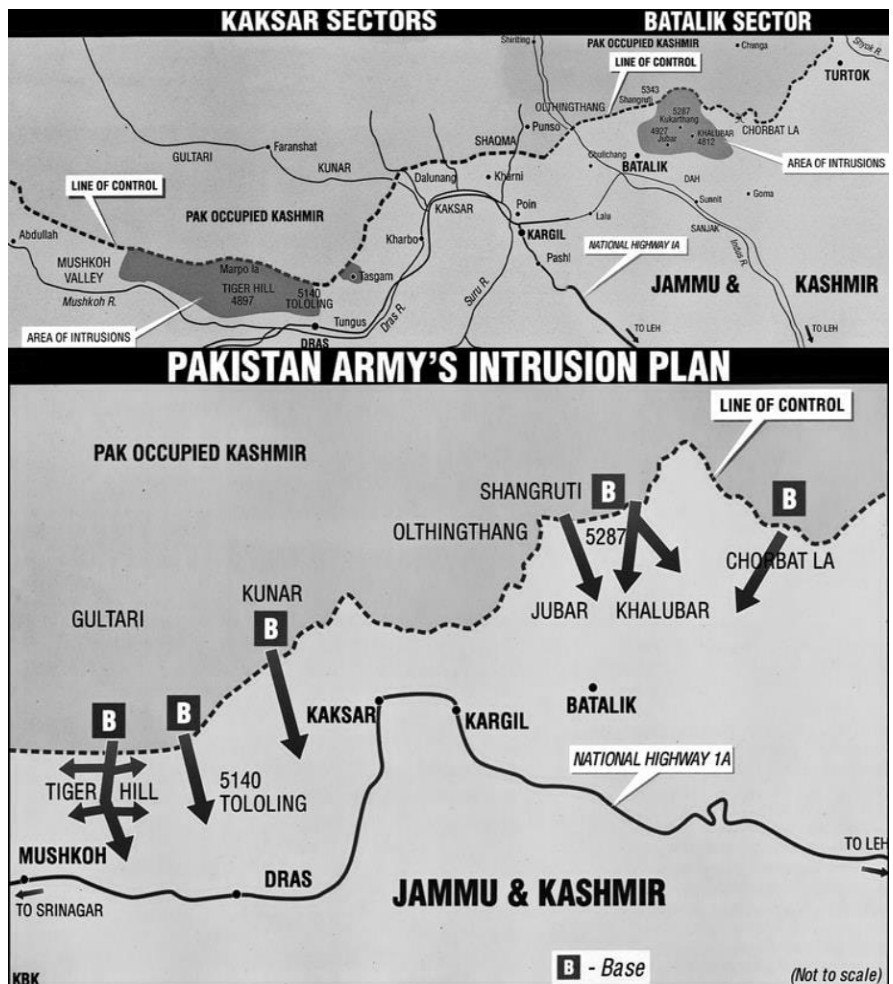 KAKSAR SECTORS
BATALIK SECTOR
Shiriting
PAK OCCUPIED KASHMIR
Chunga
Shyok R.
LINE OF CONTROL
TURTOK
5343
Shangruti
OLTHINGTHANG
5287
Kukarthang
4927
Jubar
KHALUBAR
4812
CHORBAT LA
Punso
SHAQMA
Faranshat
GULTARI
KUNAR
AREA OF INTRUSIONS
BATALIK
Dalunang
Kharni
DAH
LINE OF CONTROL
Goma
Sunnit
PAK OCCUPIED KASHMIR
KAKSAR
Poin
Lalu
SANJAK
Abdullah
Kharbo
KARGIL
Indus R.
NATIONAL HIGHWAY IA
MUSHKOH
VALLEY
Marpo la
Tasgam
Pashl
Mushkoh R.
TIGER HILL
4897
5140
TOLOLING
Suru R.
JAMMU &
KASHMIR
Dras R.
Tungus
AREA OF INTRUSIONS
DRAS
TO LEH
TO LEH
PAKISTAN ARMY'S INTRUSION PLAN
LINE OF CONTROL
PAK OCCUPIED KASHMIR
SHANGRUTI
B
B
OLTHINGTHANG
5287
CHORBAT LA
KUNAR
JUBAR
KHALUBAR
GULTARI
B
BATALIK
KAKSAR
KARGIL
B
B
NATIONAL HIGHWAY 1A
TIGER HILL
5140
TOLOLING
MUSHKOH
TO LEH
DRAS
JAMMU & KASHMIR
TO SRINAGAR
B - Base
KBK
(Not to scale)